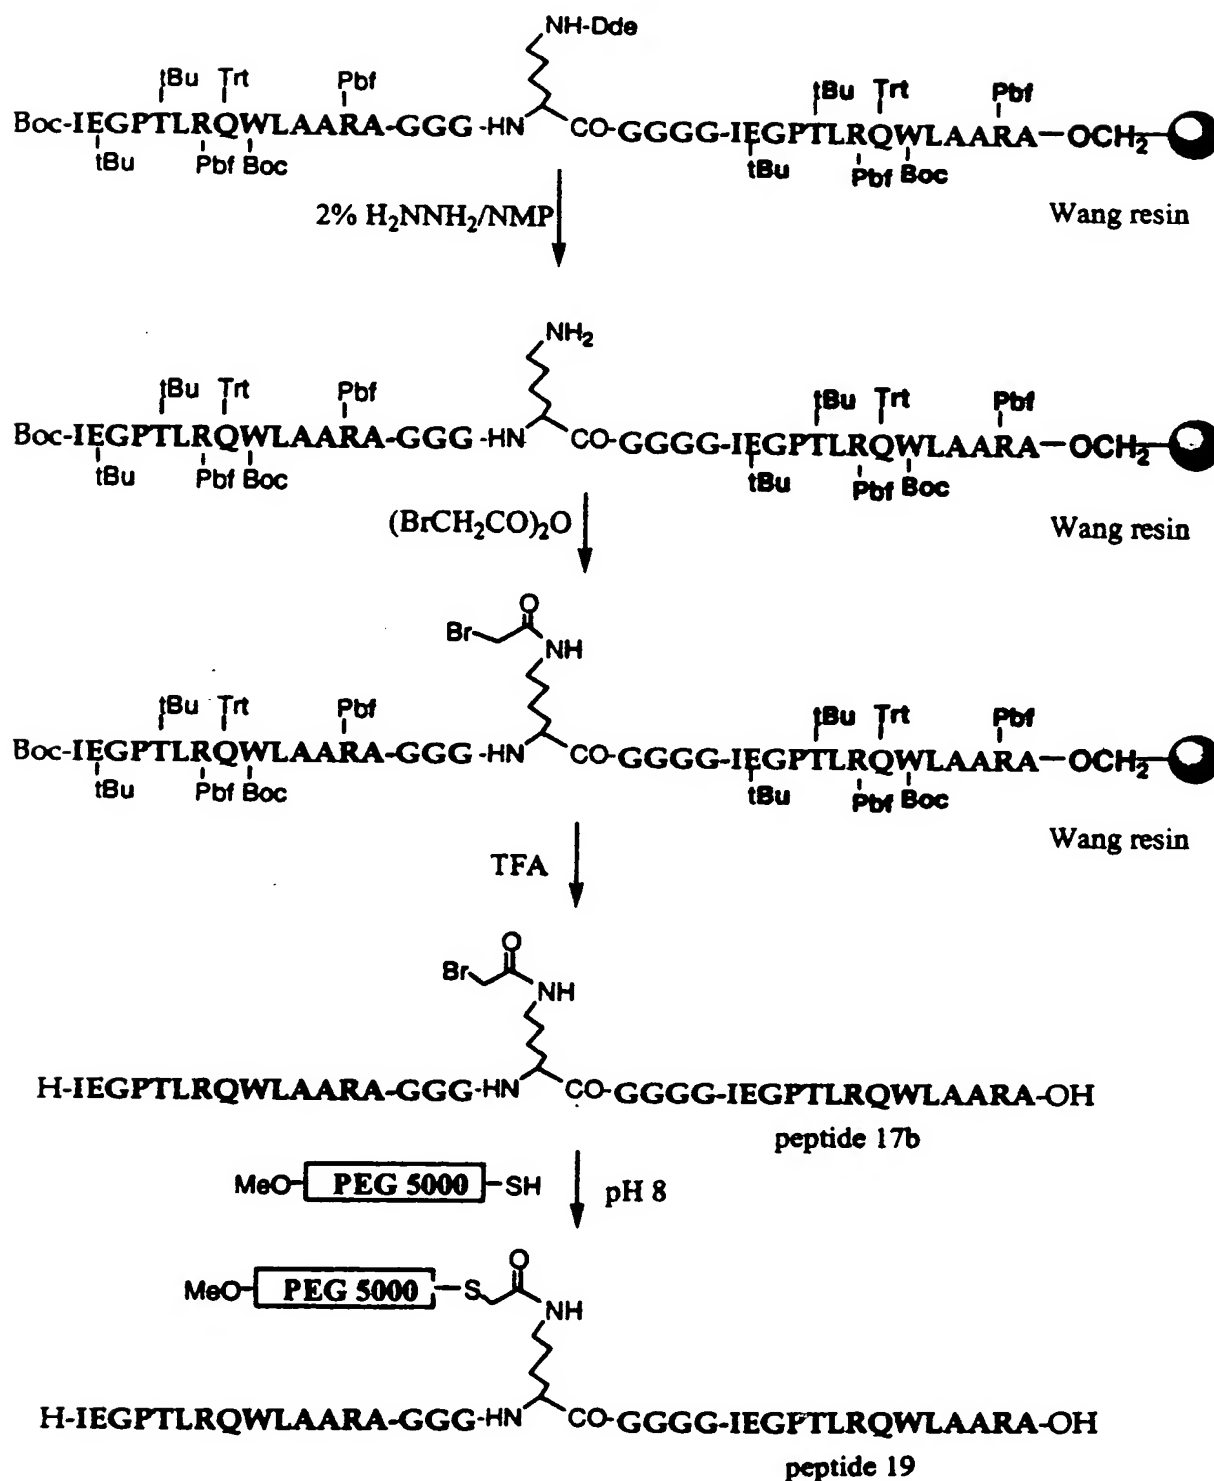 NH-Dde
tBu Trt Pbf tBu Trt Pbf
Boc-IEGPTLRQWLAARA-GGG-HN CO-GGGG-IEGPTLRQWLAARA-OCH2
tBu Pbf Boc tBu Pbf Boc
2% H2NNH2/NMP
Wang resin
NH2
tBu Trt Pbf tBu Trt Pbf
Boc-IEGPTLRQWLAARA-GGG-HN CO-GGGG-IEGPTLRQWLAARA-OCH2
tBu Pbf Boc tBu Pbf Boc
(BrCH2CO)2O
Wang resin
O
Br NH
tBu Trt Pbf tBu Trt Pbf
Boc-IEGPTLRQWLAARA-GGG-HN CO-GGGG-IEGPTLRQWLAARA-OCH2
tBu Pbf Boc tBu Pbf Boc
Wang resin
TFA
O
Br NH
H-IEGPTLRQWLAARA-GGG-HN CO-GGGG-IEGPTLRQWLAARA-OH
peptide 17b
MeO-PEG 5000-SH pH 8
O
MeO-PEG 5000-S NH
H-IEGPTLRQWLAARA-GGG-HN CO-GGGG-IEGPTLRQWLAARA-OH
peptide 19